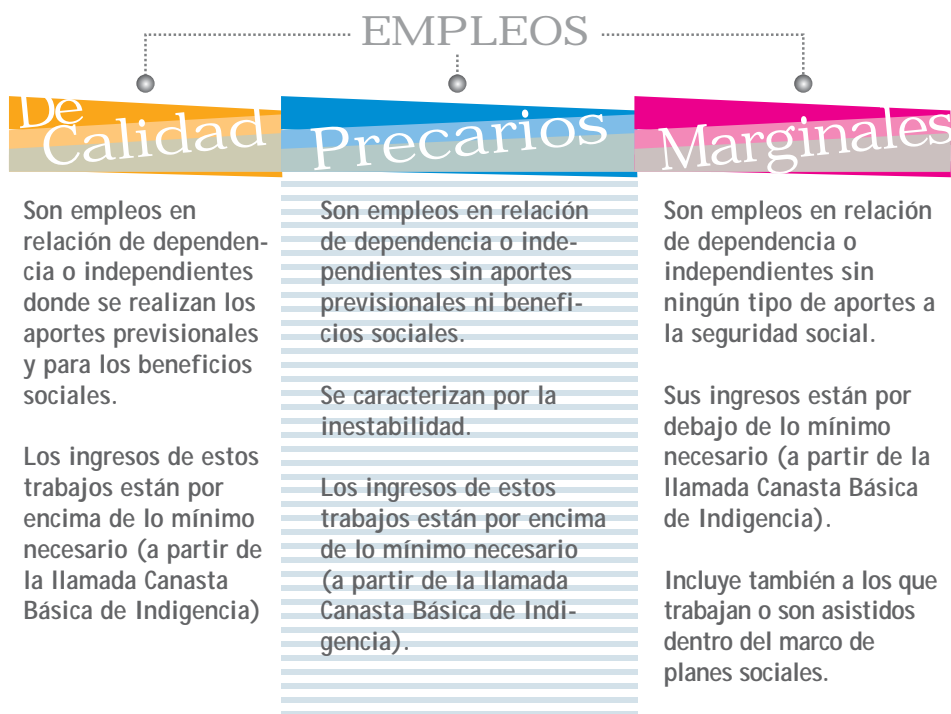 EMPLEOS
De
Calidad
Son empleos en
relación de dependen-
cia o independientes
donde se realizan los
aportes previsionales
y para los beneficios
sociales.
Los ingresos de estos
trabajos están por
encima de lo mínimo
necesario (a partir de
la llamada Canasta
Básica de Indigencia)
Precarios
Son empleos en relación
de dependencia o inde-
pendientes sin aportes
previsionales ni benefi-
cios sociales.
Se caracterizan por la
inestabilidad.
Los ingresos de estos
trabajos están por encima
de lo mínimo necesario
(a partir de la llamada
Canasta Básica de Indi-
gencia).
Marginales
Son empleos en relación
de dependencia o
independientes sin
ningún tipo de aportes a
la seguridad social.
Sus ingresos están por
debajo de lo mínimo
necesario (a partir de la
llamada Canasta Básica
de Indigencia).
Incluye también a los que
trabajan o son asistidos
dentro del marco de
planes sociales.